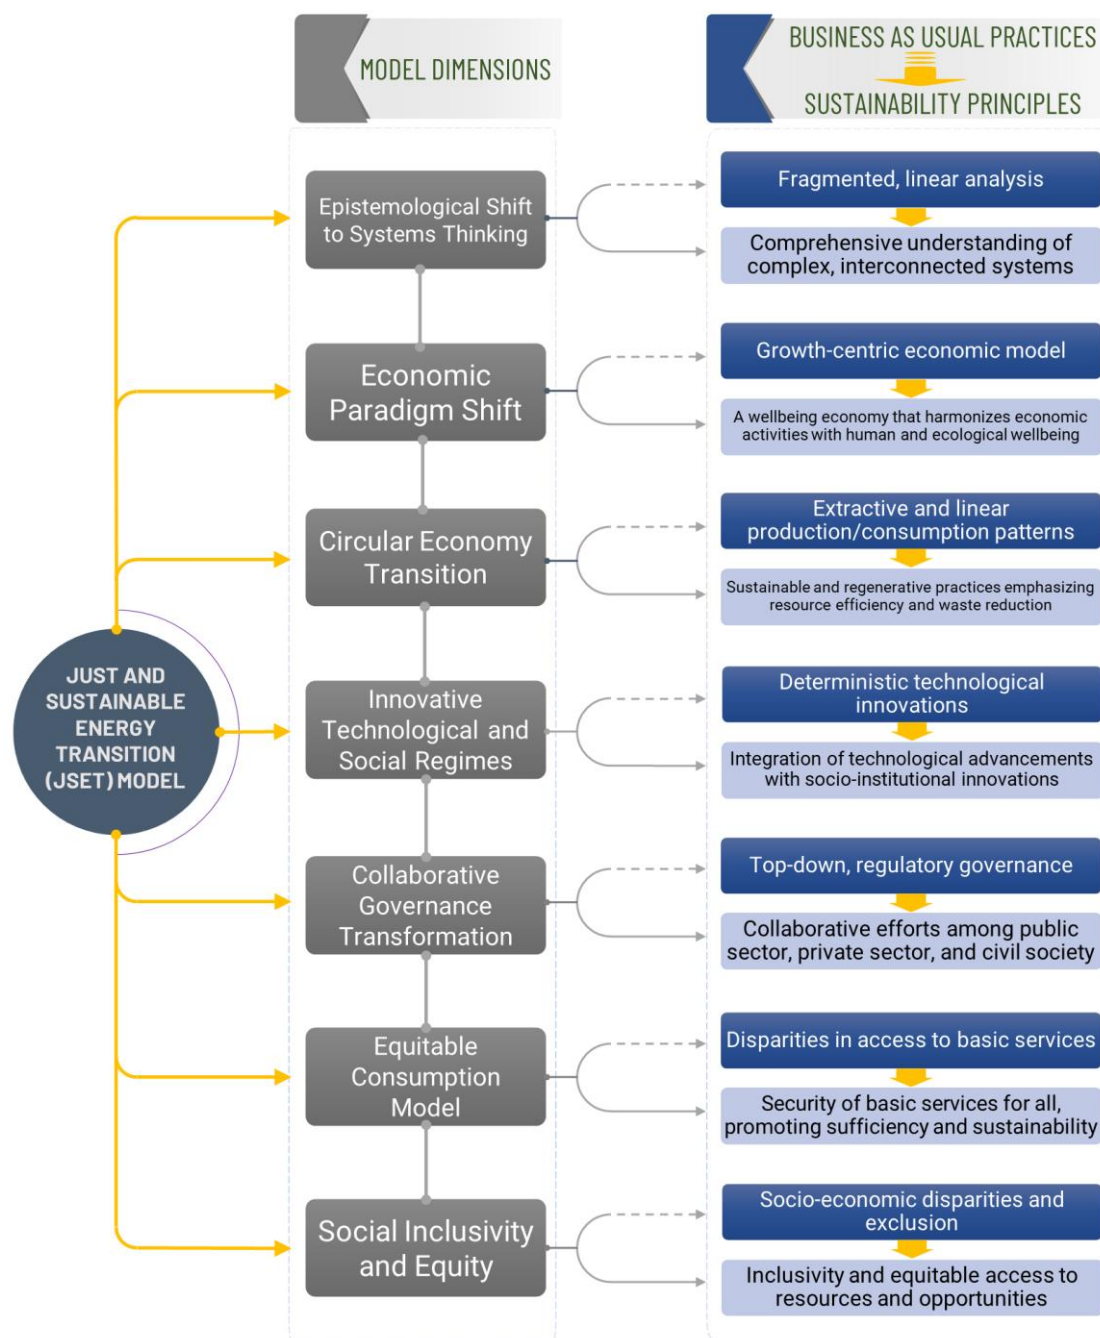 MODEL DIMENSIONS
BUSINESS AS USUAL PRACTICES
SUSTAINABILITY PRINCIPLES
JUST AND
SUSTAINABLE
ENERGY
TRANSITION
(JSET) MODEL
Epistemological Shift
to Systems Thinking
Fragmented, linear analysis
Comprehensive understanding of
complex, interconnected systems
Economic
Paradigm Shift
Growth-centric economic model
A wellbeing economy that harmonizes economic
activities with human and ecological wellbeing
Circular Economy
Transition
Extractive and linear
production/consumption patterns
Sustainable and regenerative practices emphasizing
resource efficiency and waste reduction
Innovative
Technological and
Social Regimes
Deterministic technological
innovations
Integration of technological advancements
with socio-institutional innovations
Collaborative
Governance
Transformation
Top-down, regulatory governance
Collaborative efforts among public
sector, private sector, and civil society
Equitable
Consumption
Model
Disparities in access to basic services
Security of basic services for all,
promoting sufficiency and sustainability
Social Inclusivity
and Equity
Socio-economic disparities and
exclusion
Inclusivity and equitable access to
resources and opportunities